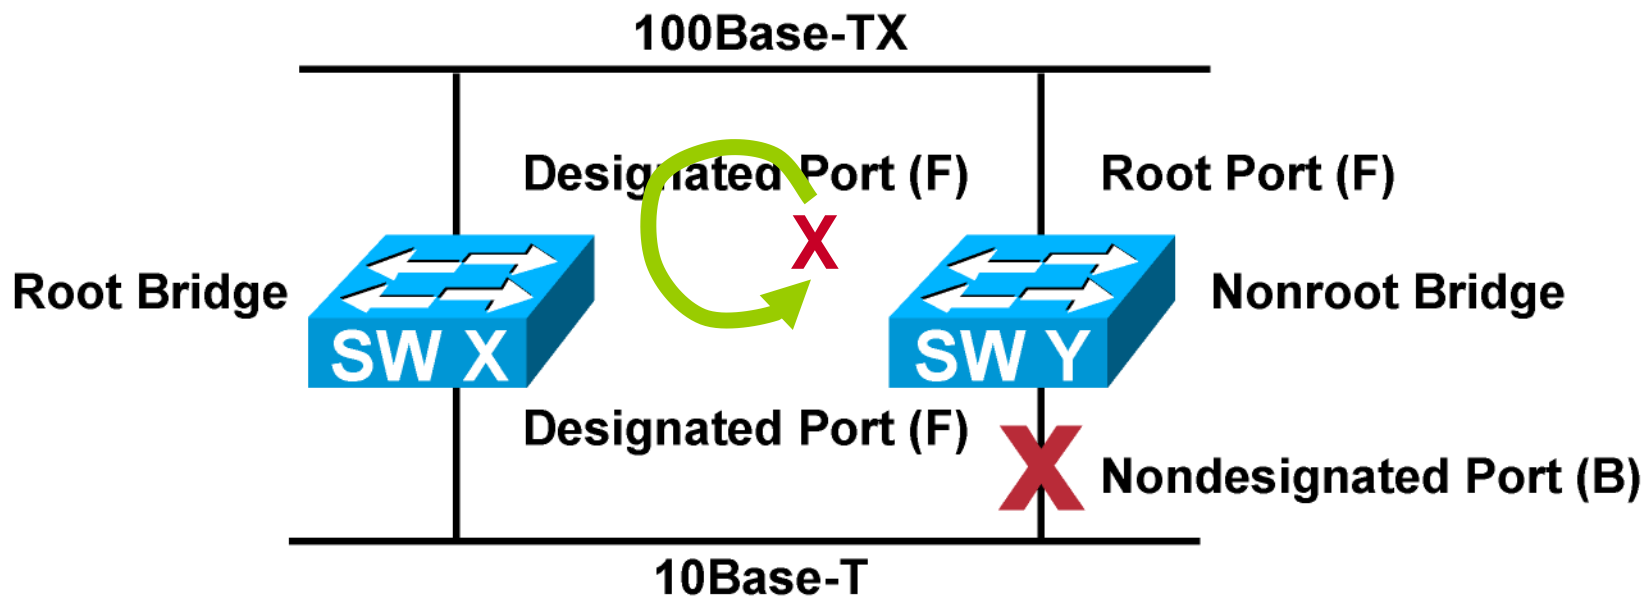 100Base-TX
Designated Port (F)
Root Port (F)
X
Root Bridge
Nonroot Bridge
SW X
SW Y
Designated Port (F)
X
Nondesignated Port (B)
10Base-T